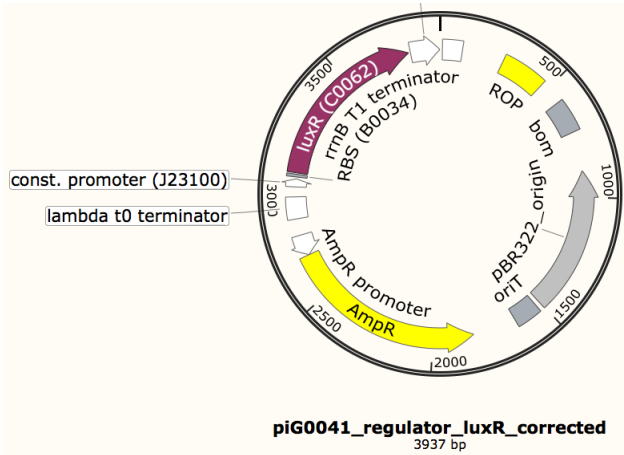 500
1000
1500
2000
2500
3000
3500
ROP
bom
pBR322_origin
oriT
AmpR
AmpR promoter
lambda t0 terminator
const. promoter (J23100)
RBS (B0034)
luxR (C0062)
rrnB T1 terminator
piG0041_regulator_luxR_corrected
3937 bp